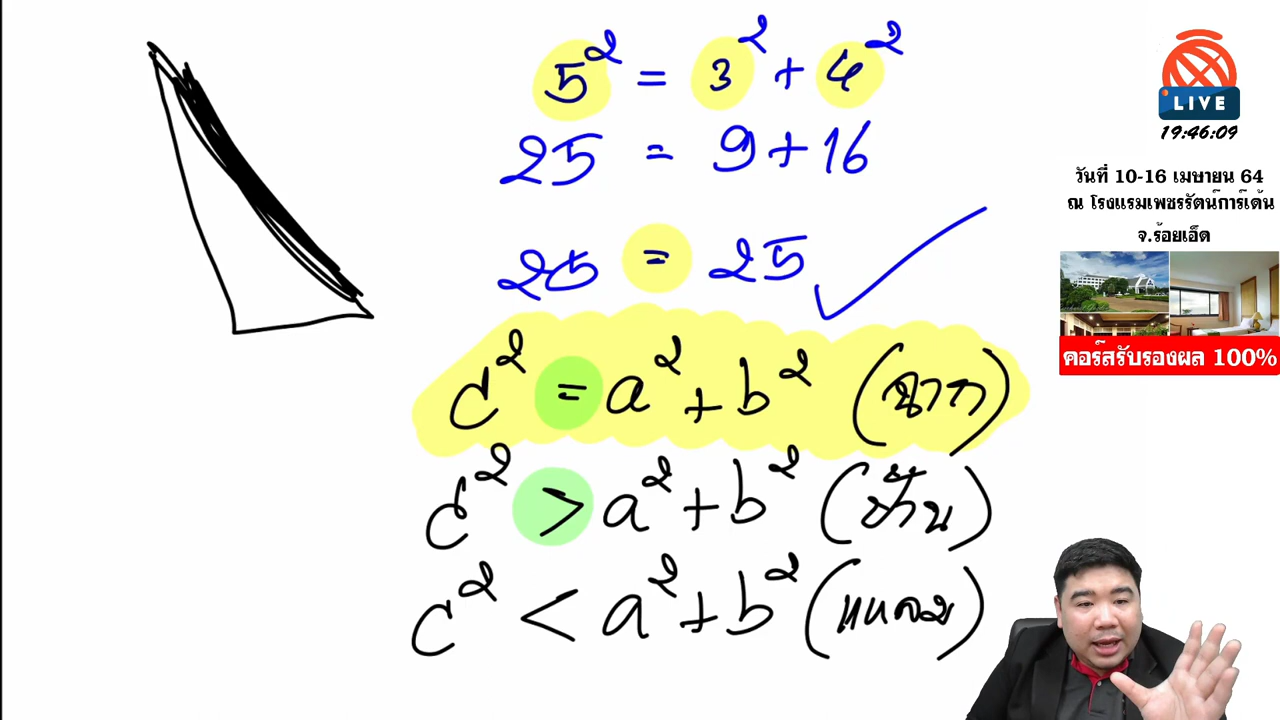 5² = 3² + 4²
25 = 9 + 16
25 = 25
c² = a² + b² (ฉาก)
c² > a² + b² (ป้าน)
c² < a² + b² (แหลม)
LIVE
19:46:09
วันที่ 10-16 เมษายน 64
ณ โรงแรมเพชรรัตน์การ์เด้น
จ.ร้อยเอ็ด
คอร์สรับรองผล 100%